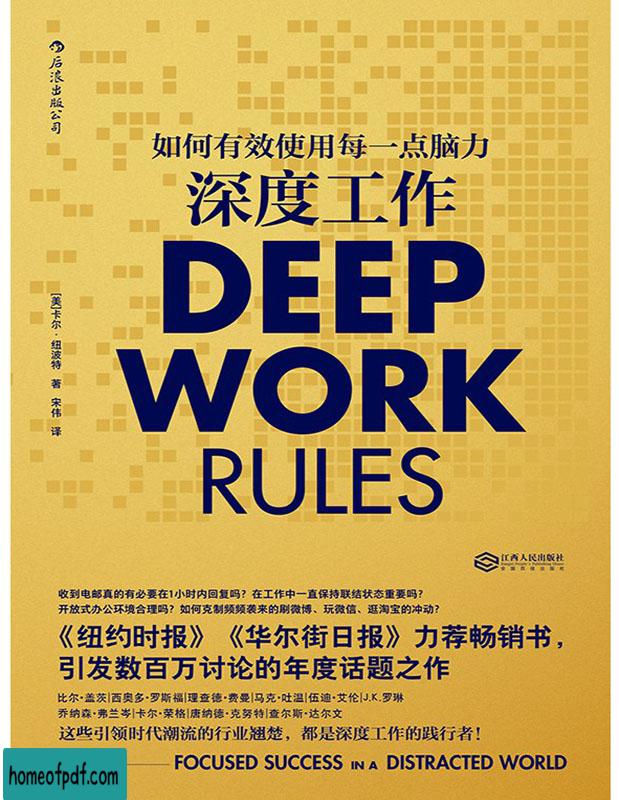 后浪出版公司
如何有效使用每一点脑力
深度工作
DEEP
WORK
RULES
[美]卡尔·纽波特 著 宋伟 译
江西人民出版社
Jiangxi People's Publishing House
全国百佳出版社
收到电邮真的有必要在1小时内回复吗？在工作中一直保持联结状态重要吗？
开放式办公环境合理吗？如何克制频频袭来的刷微博、玩微信、逛淘宝的冲动？
《纽约时报》《华尔街日报》力荐畅销书，
引发数百万讨论的年度话题之作
比尔·盖茨|西奥多·罗斯福|理查德·费曼|马克·吐温|伍迪·艾伦|J.K.罗琳
乔纳森·弗兰岑|卡尔·荣格|唐纳德·克努特|查尔斯·达尔文
这些引领时代潮流的行业翘楚，都是深度工作的践行者！
FOCUSED SUCCESS IN A DISTRACTED WORLD
homeofpdf.com